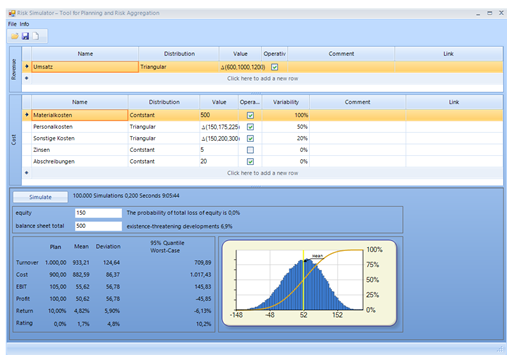 Risk Simulator – Tool for Planning and Risk Aggregation
File Info
Name Distribution Value Operativ Comment Link
Revenue
Umsatz Triangular Δ(600,1000,1200)
Click here to add a new row
Name Distribution Value Opera... Variability Comment Link
Cost
Materialkosten Contstant 500 100%
Personalkosten Triangular Δ(150,175,225) 50%
Sonstige Kosten Triangular Δ(150,200,300) 20%
Zinsen Contstant 5 0%
Abschreibungen Contstant 20 0%
Click here to add a new row
Simulate 100.000 Simulations 0,200 Seconds 9:05:44
equity 150 The probability of total loss of equity is 0,0%
balance sheet total 500 existence-threatening developments 6,9%
Plan Mean Deviation 95% Quantile Worst-Case
Turnover 1.000,00 933,21 124,64 709,89
Cost 900,00 882,59 86,37 1.017,43
EBIT 105,00 55,62 56,78 145,83
Profit 100,00 50,62 56,78 -45,85
Return 10,00% 4,82% 5,90% -6,13%
Rating 0,0% 1,7% 4,8% 10,2%
Mean
100%
75%
50%
25%
0%
-148 -48 52 152